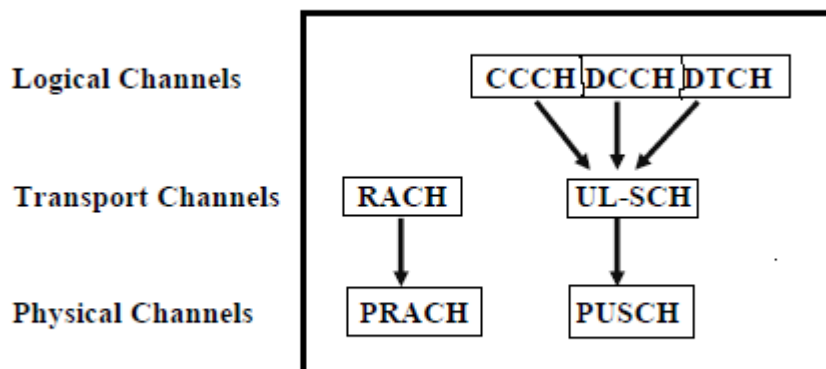 Logical Channels CCCH DCCH DTCH
Transport Channels RACH UL-SCH
Physical Channels PRACH PUSCH